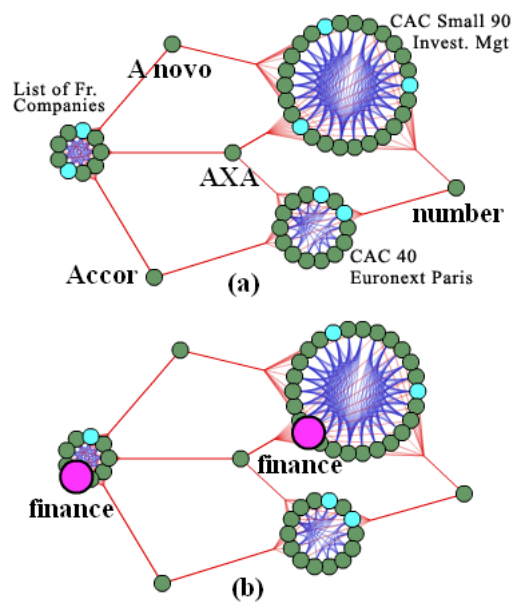 CAC Small 90
Invest. Mgt
A novo
List of Fr.
Companies
AXA
number
Accor
CAC 40
Euronext Paris
(a)
finance
finance
(b)